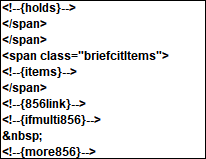 <!--{holds}-->
</span>
</span>
<span class="briefcitItems">
<!--{items}-->
</span>
<!--{856link}-->
<!--{ifmulti856}-->
&nbsp;
<!--{more856}-->